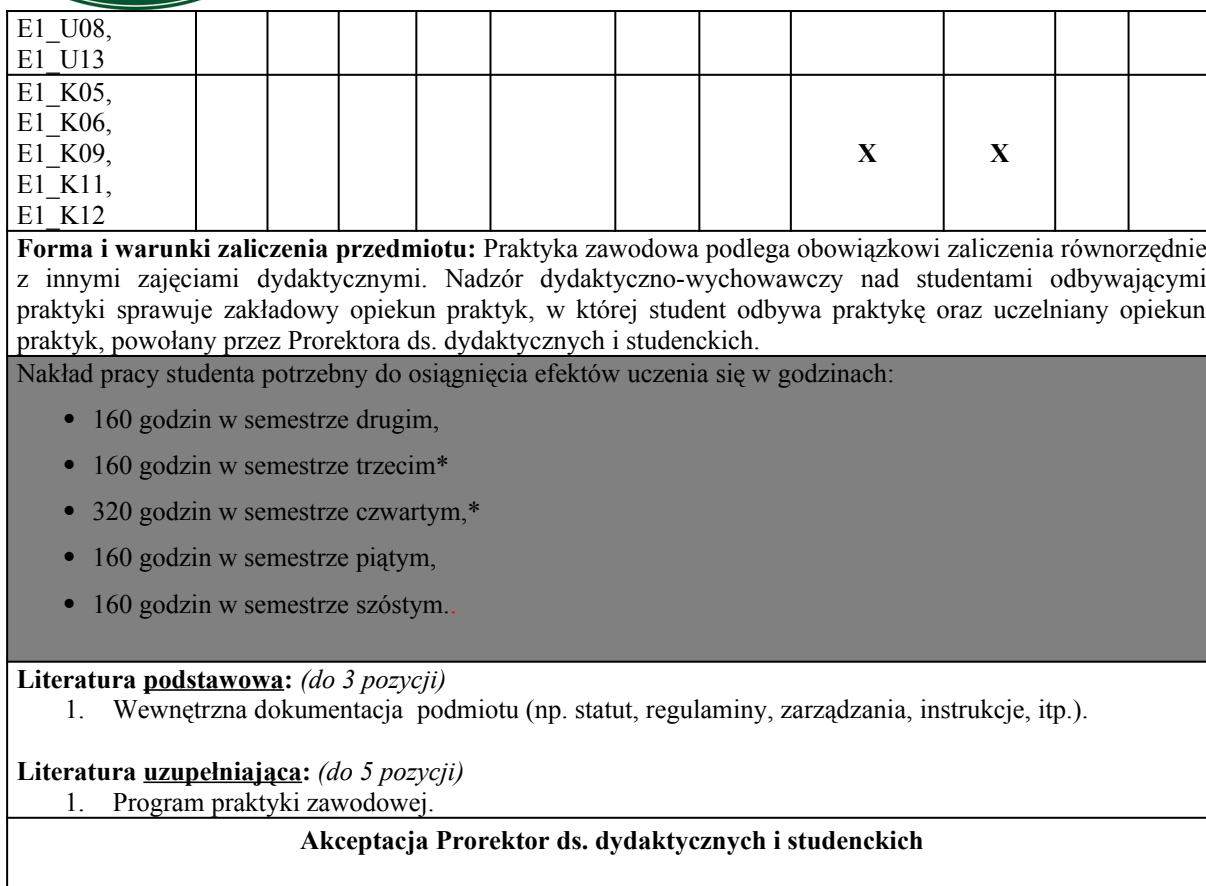 E1_U08,
E1_U13
E1_K05,
E1_K06,
E1_K09,
E1_K11,
E1_K12
X X
Forma i warunki zaliczenia przedmiotu: Praktyka zawodowa podlega obowiązkowi zaliczenia równorzędnie
z innymi zajęciami dydaktycznymi. Nadzór dydaktyczno-wychowawczy nad studentami odbywającymi
praktyki sprawuje zakładowy opiekun praktyk, w której student odbywa praktykę oraz uczelniany opiekun
praktyk, powołany przez Prorektora ds. dydaktycznych i studenckich.
Nakład pracy studenta potrzebny do osiągnięcia efektów uczenia się w godzinach:
• 160 godzin w semestrze drugim,
• 160 godzin w semestrze trzecim*
• 320 godzin w semestrze czwartym,*
• 160 godzin w semestrze piątym,
• 160 godzin w semestrze szóstym..
Literatura podstawowa: (do 3 pozycji)
1. Wewnętrzna dokumentacja podmiotu (np. statut, regulaminy, zarządzania, instrukcje, itp.).
Literatura uzupełniająca: (do 5 pozycji)
1. Program praktyki zawodowej.
Akceptacja Prorektor ds. dydaktycznych i studenckich